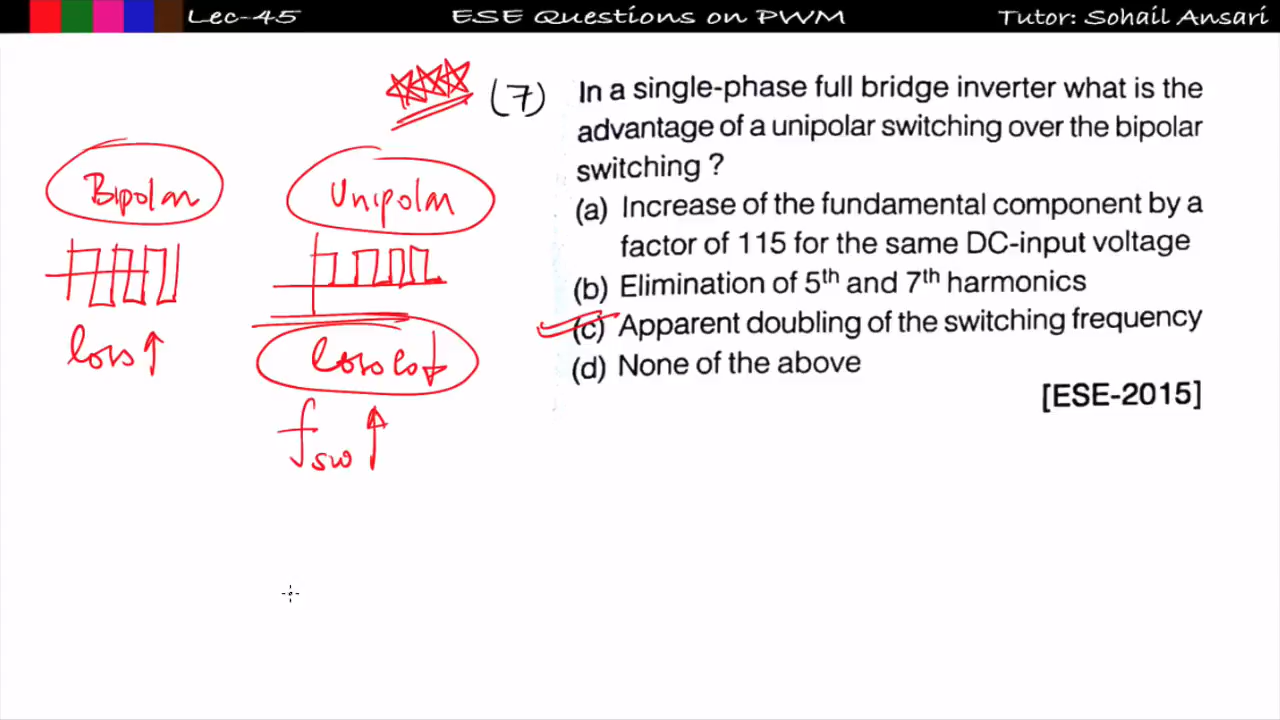 Lec-45 ESE Questions on PWM Tutor: Sohail Ansari
(7) In a single-phase full bridge inverter what is the
advantage of a unipolar switching over the bipolar
switching ?
(a) Increase of the fundamental component by a
factor of 115 for the same DC-input voltage
(b) Elimination of 5th and 7th harmonics
(c) Apparent doubling of the switching frequency
(d) None of the above
[ESE-2015]
Bipolar
Unipolar
loss ↑
fsw ↑